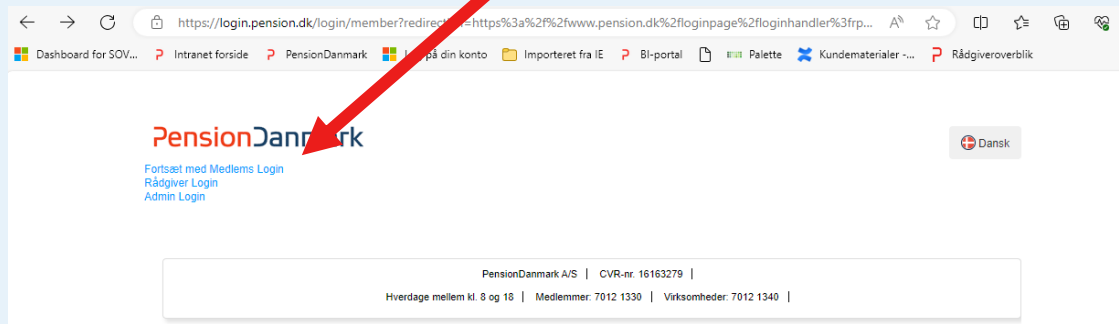 https://login.pension.dk/login/member?redirect =https%3a%2f%2fwww.pension.dk%2floginpage%2floginhandler%3frp...
Dashboard for SOV... Intranet forside PensionDanmark på din konto Importeret fra IE BI-portal Palette Kundematerialer -... Rådgiveroverblik
PensionDanmark
Dansk
Fortsæt med Medlems Login
Rådgiver Login
Admin Login
PensionDanmark A/S | CVR-nr. 16163279 |
Hverdage mellem kl. 8 og 18 | Medlemmer: 7012 1330 | Virksomheder: 7012 1340 |